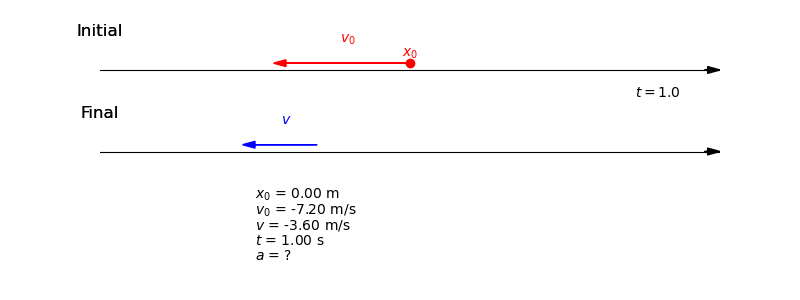 Initial
v₀
x₀
t = 1.0
Final
v
x₀ = 0.00 m
v₀ = -7.20 m/s
v = -3.60 m/s
t = 1.00 s
a = ?